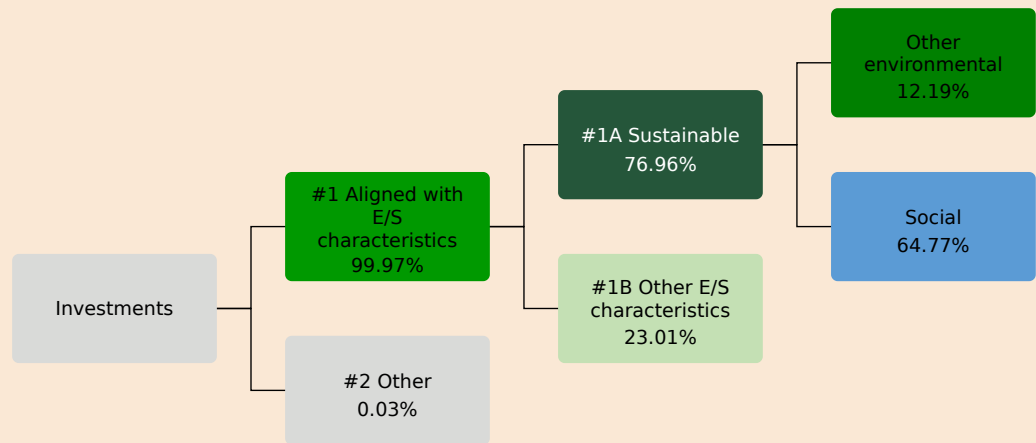 Investments
#1 Aligned with
E/S
characteristics
99.97%
#2 Other
0.03%
#1A Sustainable
76.96%
#1B Other E/S
characteristics
23.01%
Other
environmental
12.19%
Social
64.77%